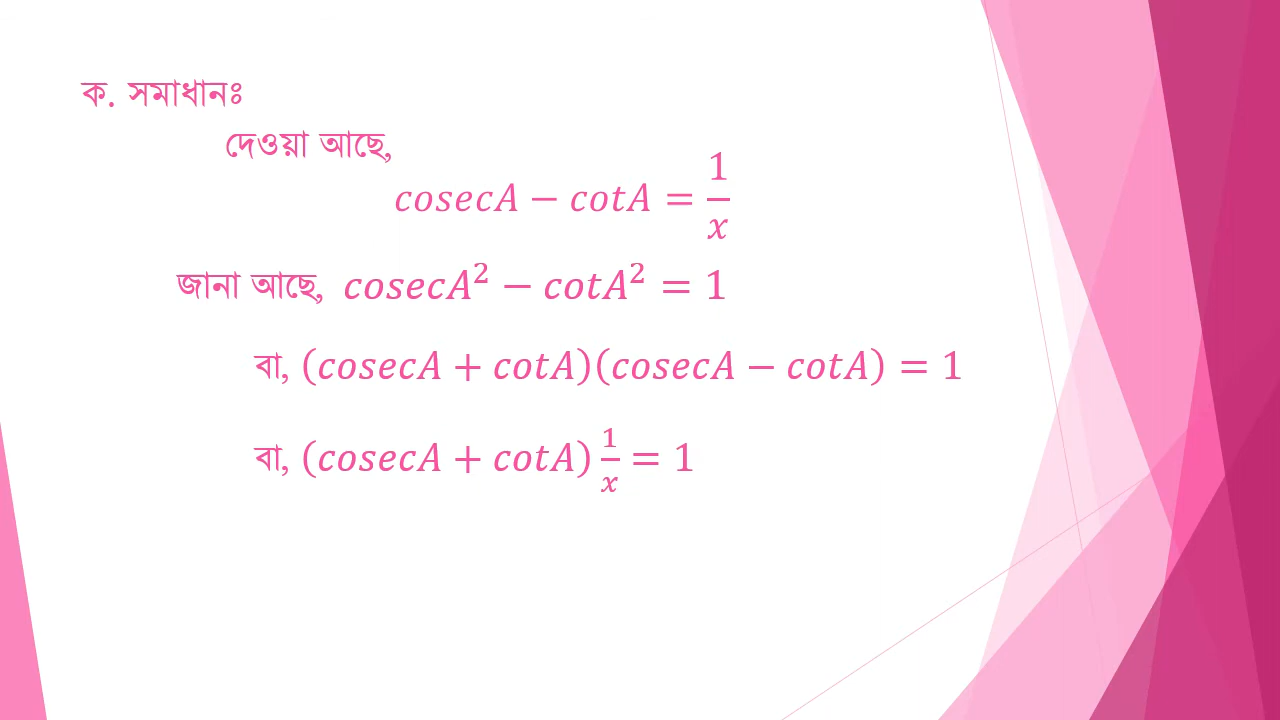 ক. সমাধানঃ
দেওয়া আছে,
cosecA − cotA = 1/x
জানা আছে, cosecA² − cotA² = 1
বা, (cosecA + cotA)(cosecA − cotA) = 1
বা, (cosecA + cotA) 1/x = 1